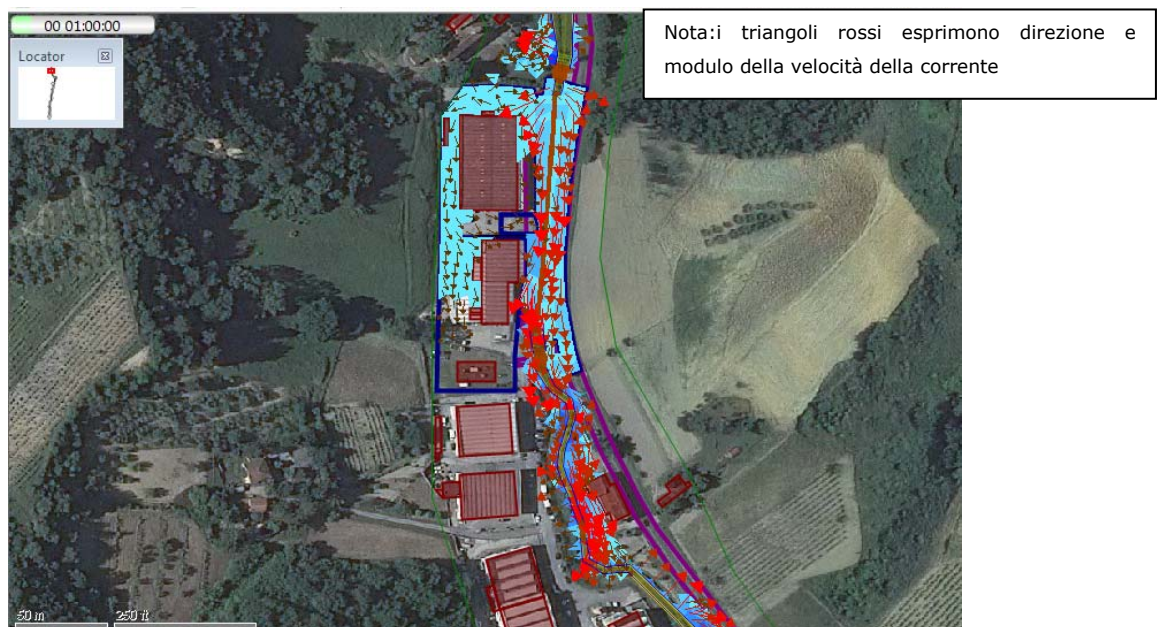 00 01:00:00
Locator
Nota:i triangoli rossi esprimono direzione e
modulo della velocità della corrente
50 m
250 ft